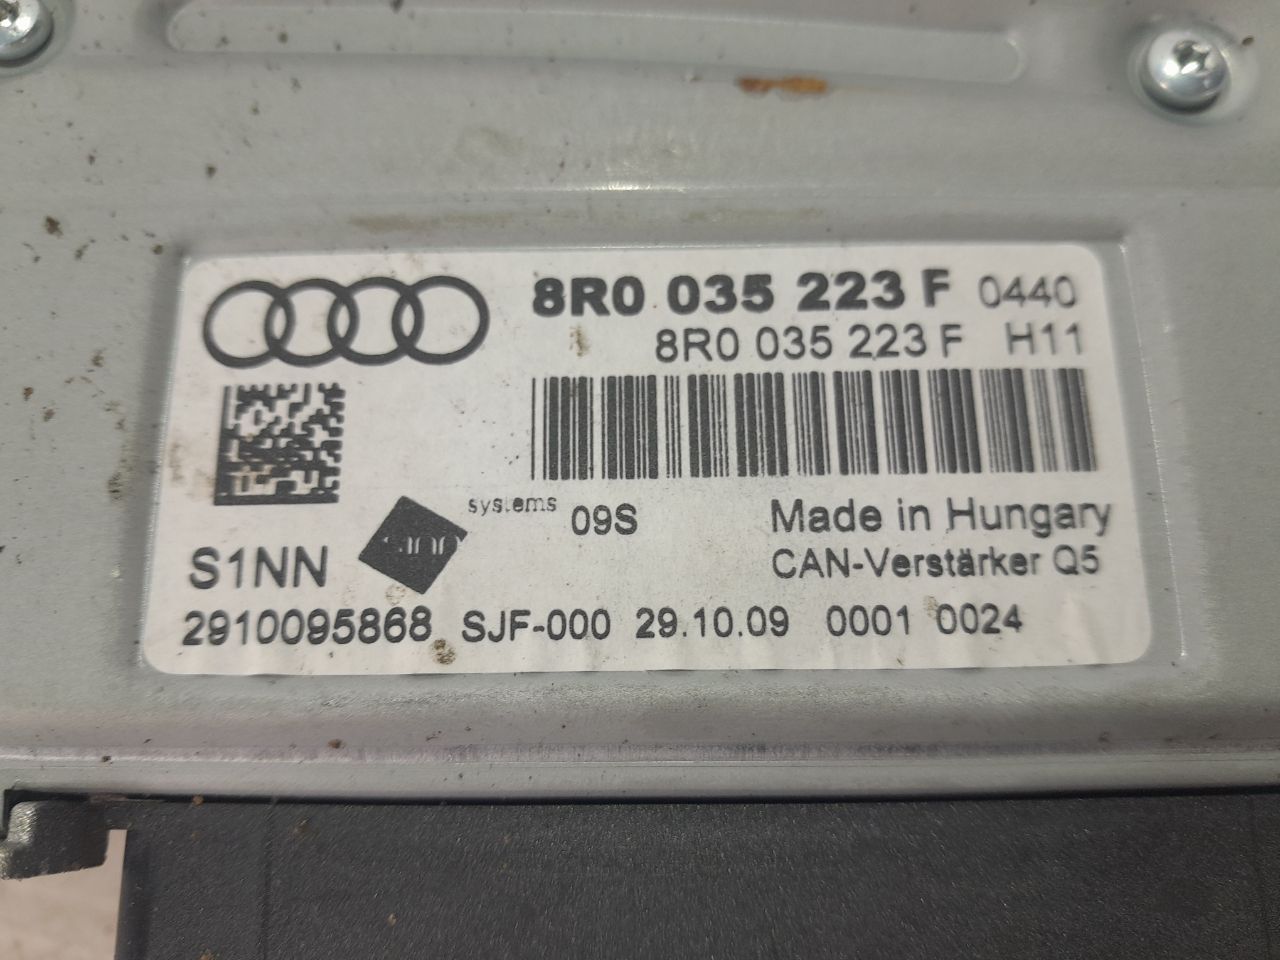 8R0 035 223 F 0440
8R0 035 223 F H11
systems 09S Made in Hungary
S1NN CAN-Verstärker Q5
2910095868 SJF-000 29.10.09 0001 0024